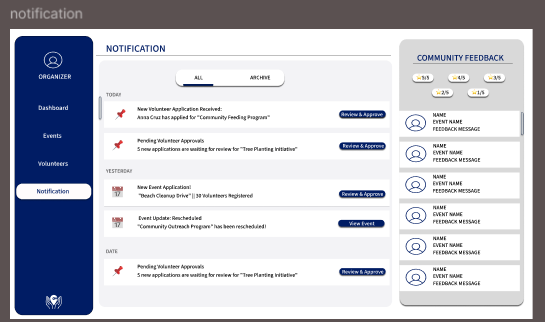 notification
ORGANIZER
Dashboard
Events
Volunteers
Notification
NOTIFICATION
ALL
ARCHIVE
TODAY
New Volunteer Application Received:
Anna Cruz has applied for "Community Feeding Program"
Review & Approve
Pending Volunteer Approvals
5 new applications are waiting for review for "Tree Planting Initiative"
Review & Approve
YESTERDAY
17
New Event Application!
"Beach Cleanup Drive" || 30 Volunteers Registered
Review & Approve
17
Event Update: Rescheduled
"Community Outreach Program" has been rescheduled!
View Event
DATE
Pending Volunteer Approvals
5 new applications are waiting for review for "Tree Planting Initiative"
Review & Approve
COMMUNITY FEEDBACK
5/5
4/5
3/5
2/5
1/5
NAME
EVENT NAME
FEEDBACK MESSAGE
NAME
EVENT NAME
FEEDBACK MESSAGE
NAME
EVENT NAME
FEEDBACK MESSAGE
NAME
EVENT NAME
FEEDBACK MESSAGE
NAME
EVENT NAME
FEEDBACK MESSAGE
NAME
EVENT NAME
FEEDBACK MESSAGE